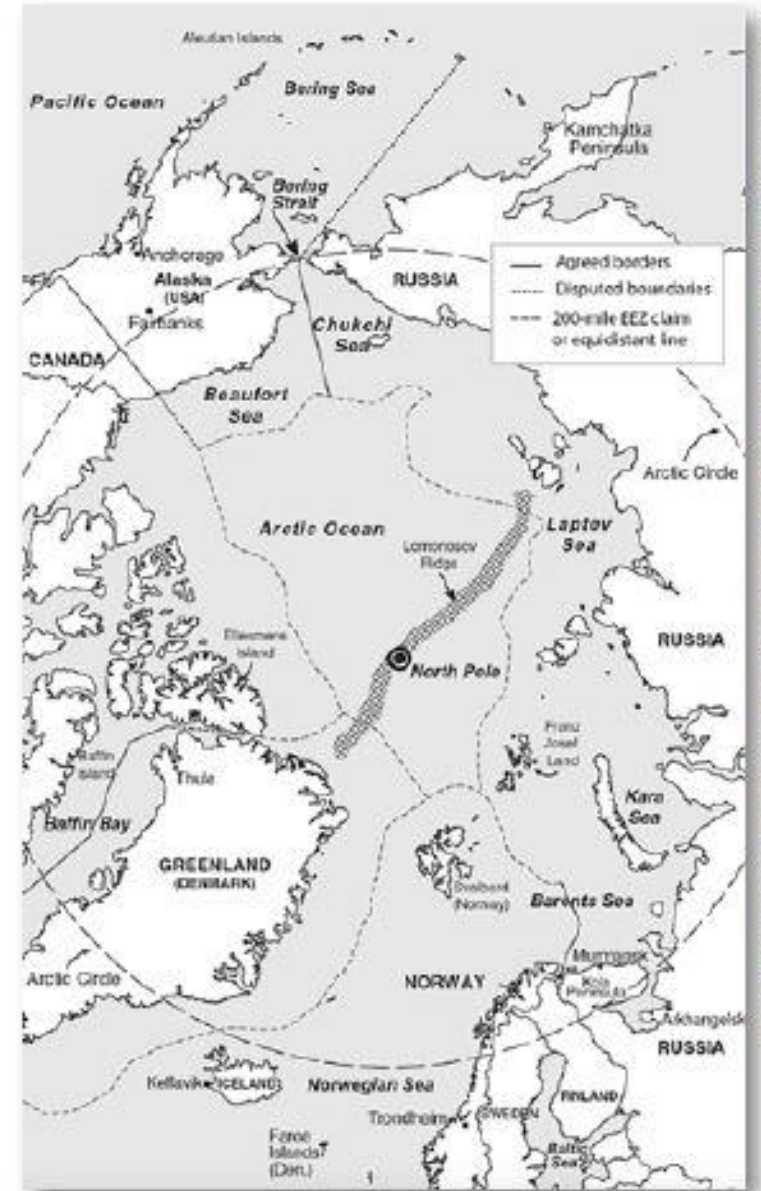 Aleutian Islands
Pacific Ocean
Bering Sea
Kamchatka
Peninsula
Bering
Strait
Anchorage
Alaska
(USA)
Fairbanks
RUSSIA
Agreed borders
Disputed boundaries
200-mile EEZ claim
or equidistant line
Chukchi
Sea
CANADA
Beaufort
Sea
Arctic Circle
Arctic Ocean
Laptev
Sea
Lomonosov
Ridge
Ellesmere
Island
RUSSIA
North Pole
Franz
Josef
Land
Baffin
Island
Thule
Kara
Sea
Baffin Bay
GREENLAND
(DENMARK)
Svalbard
(Norway)
Barents Sea
Murmansk
Arctic Circle
NORWAY
Kola
Peninsula
Arkhangelsk
RUSSIA
Keflavik
ICELAND
Norwegian Sea
FINLAND
Trondheim
SWEDEN
Faroe
Islands
(Den.)
Baltic
Sea